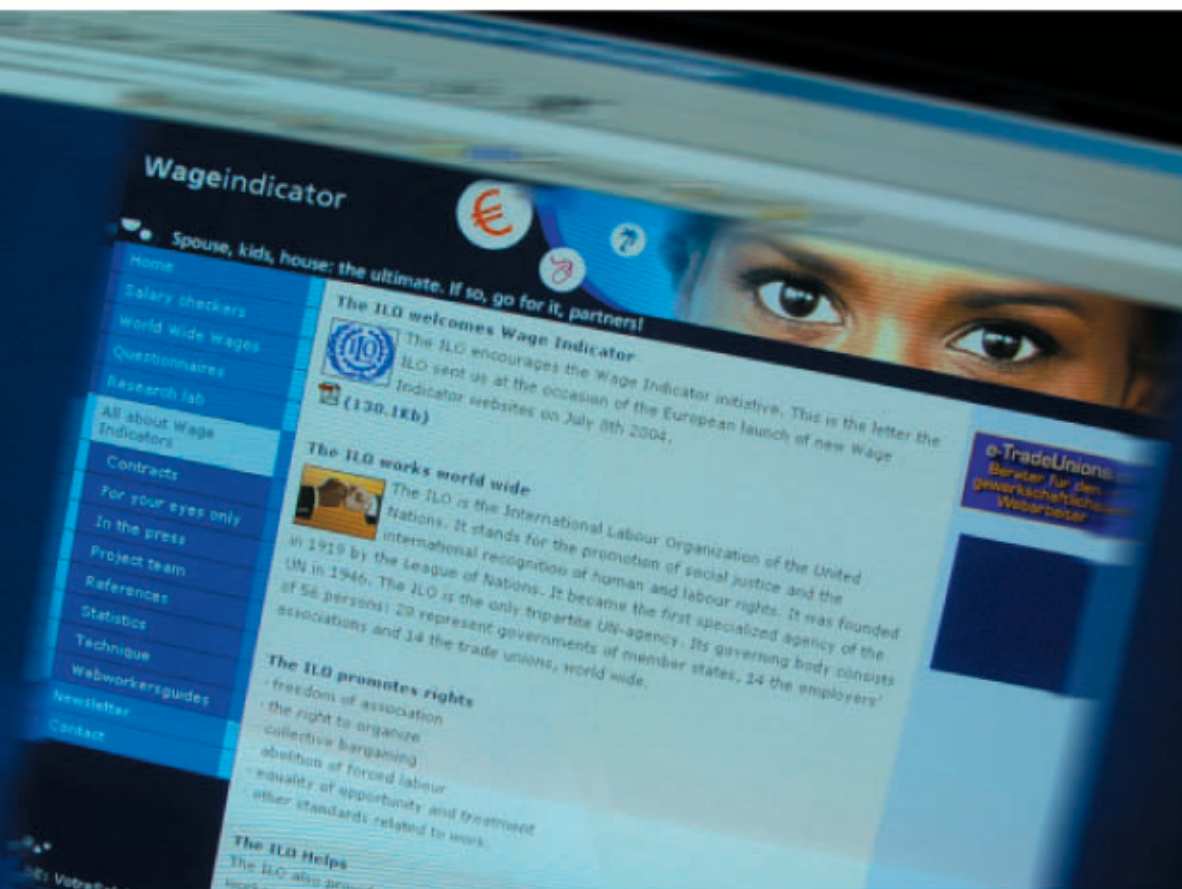 Wageindicator
€
Spouse, kids, house: the ultimate. If so, go for it, partners!
Home
Salary checkers
World Wide Wages
Questionnaires
Research lab
All about Wage
Indicators
Contracts
For your eyes only
In the press
Project team
References
Statistics
Technique
Webworkersguides
Newsletter
Contact
The ILO welcomes Wage Indicator
ILO
The ILO encourages the Wage Indicator initiative. This is the letter the
ILO sent us at the occasion of the European launch of new Wage
Indicator websites on July 8th 2004.
(130.1Kb)
The ILO works world wide
The ILO is the International Labour Organization of the United
Nations. It stands for the promotion of social justice and the
international recognition of human and labour rights. It was founded
in 1919 by the League of Nations. It became the first specialized agency of the
UN in 1946. The ILO is the only tripartite UN-agency. Its governing body consists
of 56 persons: 28 represent governments of member states, 14 the employers'
associations and 14 the trade unions, world wide.
The ILO promotes rights
- freedom of association
- the right to organize
- collective bargaining
- abolition of forced labour
- equality of opportunity and treatment
- other standards related to work.
The ILO Helps
The ILO also
e-TradeUnions
Berater für den
Webarbeiter